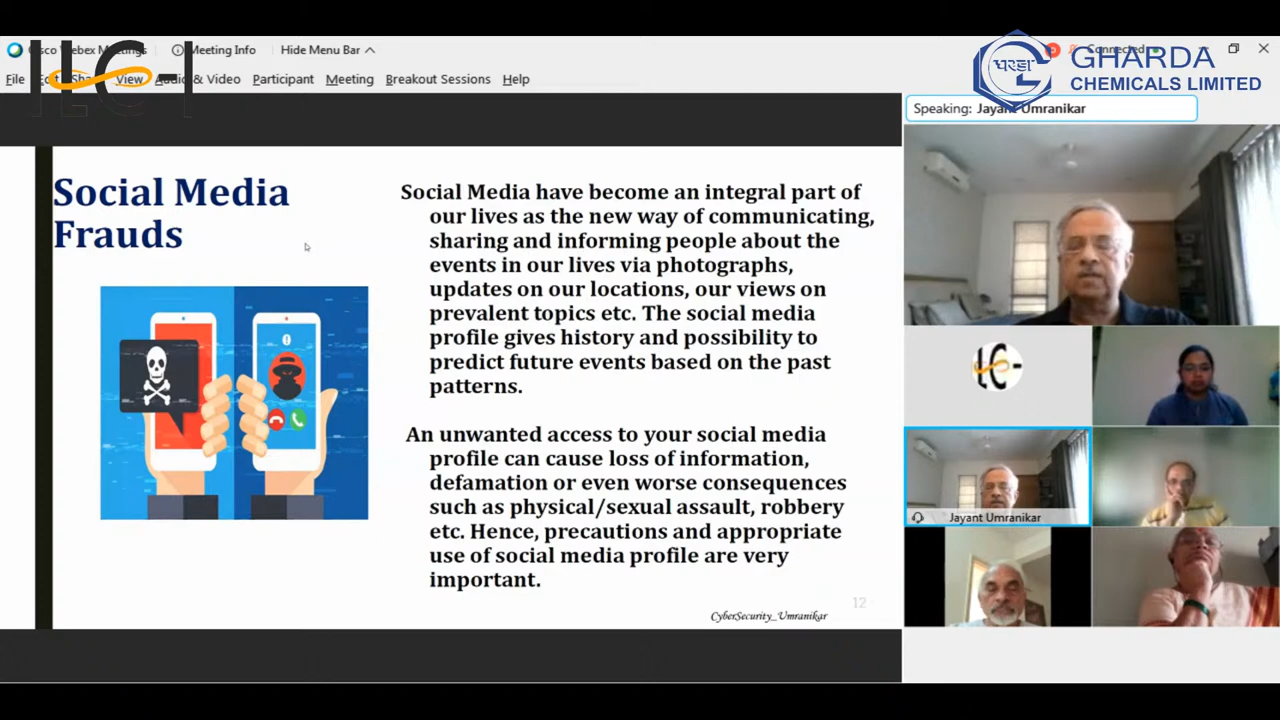 Cisco Webex Meetings
Meeting Info
Hide Menu Bar
Connected
File
Edit
Share
View
Audio & Video
Participant
Meeting
Breakout Sessions
Help
ILC-I
घरडा
GHARDA
CHEMICALS LIMITED
Speaking: Jayant Umranikar
Social Media
Frauds
Social Media have become an integral part of
our lives as the new way of communicating,
sharing and informing people about the
events in our lives via photographs,
updates on our locations, our views on
prevalent topics etc. The social media
profile gives history and possibility to
predict future events based on the past
patterns.
An unwanted access to your social media
profile can cause loss of information,
defamation or even worse consequences
such as physical/sexual assault, robbery
etc. Hence, precautions and appropriate
use of social media profile are very
important.
12
CyberSecurity_Umranikar
Jayant Umranikar